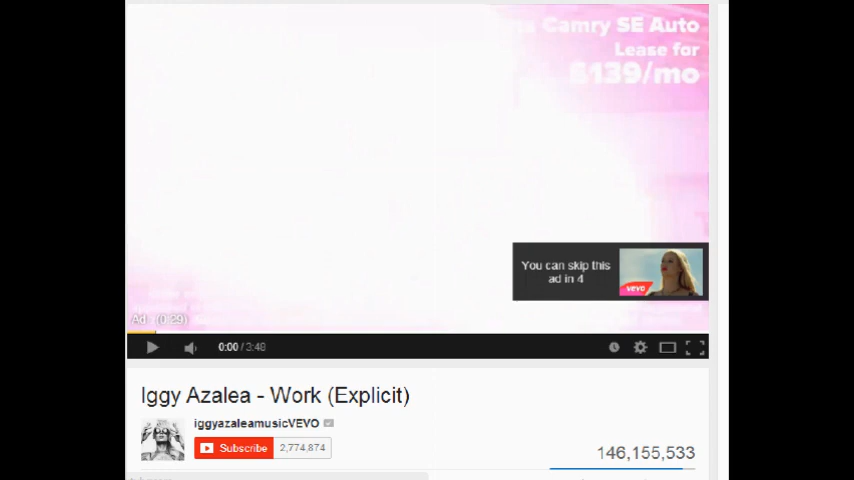 Camry SE Auto
Lease for
$139/mo
You can skip this
ad in 4
vevo
Ad · (0:29)
0:00 / 3:48
Iggy Azalea - Work (Explicit)
iggyazaleamusicVEVO
Subscribe 2,774,874
146,155,533